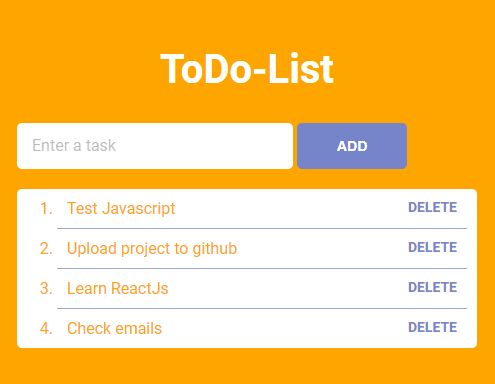 ToDo-List
Enter a task
ADD
1. Test Javascript DELETE
2. Upload project to github DELETE
3. Learn ReactJs DELETE
4. Check emails DELETE